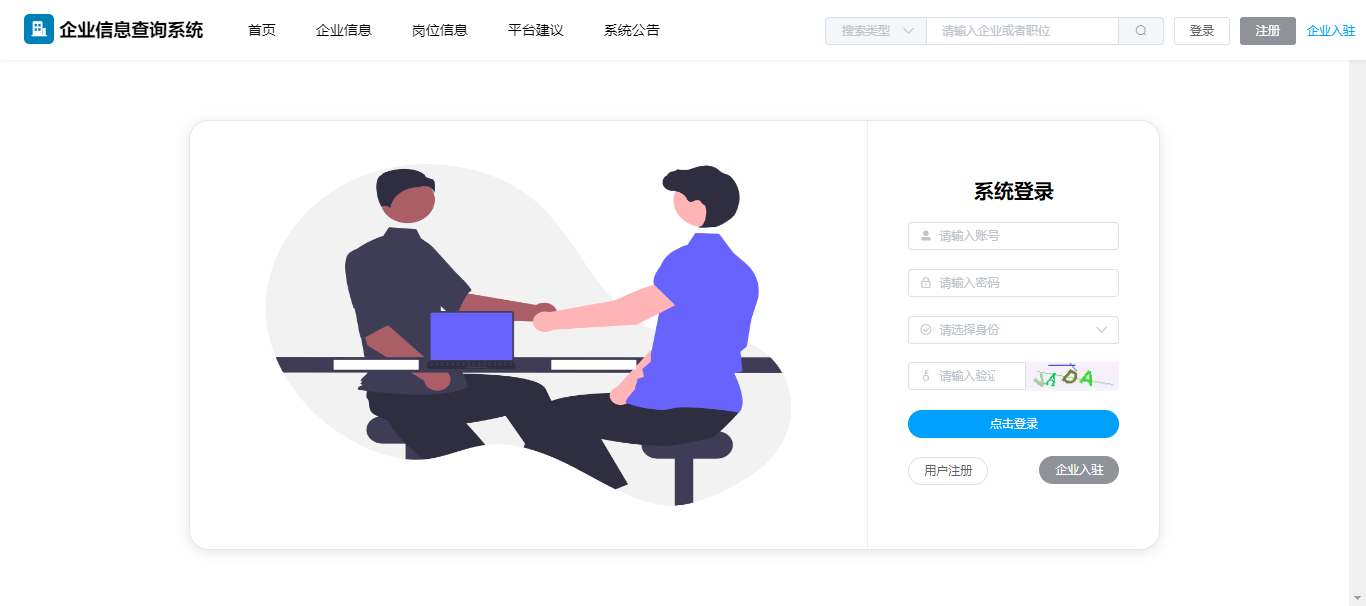 企业信息查询系统
首页
企业信息
岗位信息
平台建议
系统公告
搜索类型
请输入企业或者职位
登录
注册
企业入驻
系统登录
请输入账号
请输入密码
请选择身份
请输入验证
点击登录
用户注册
企业入驻